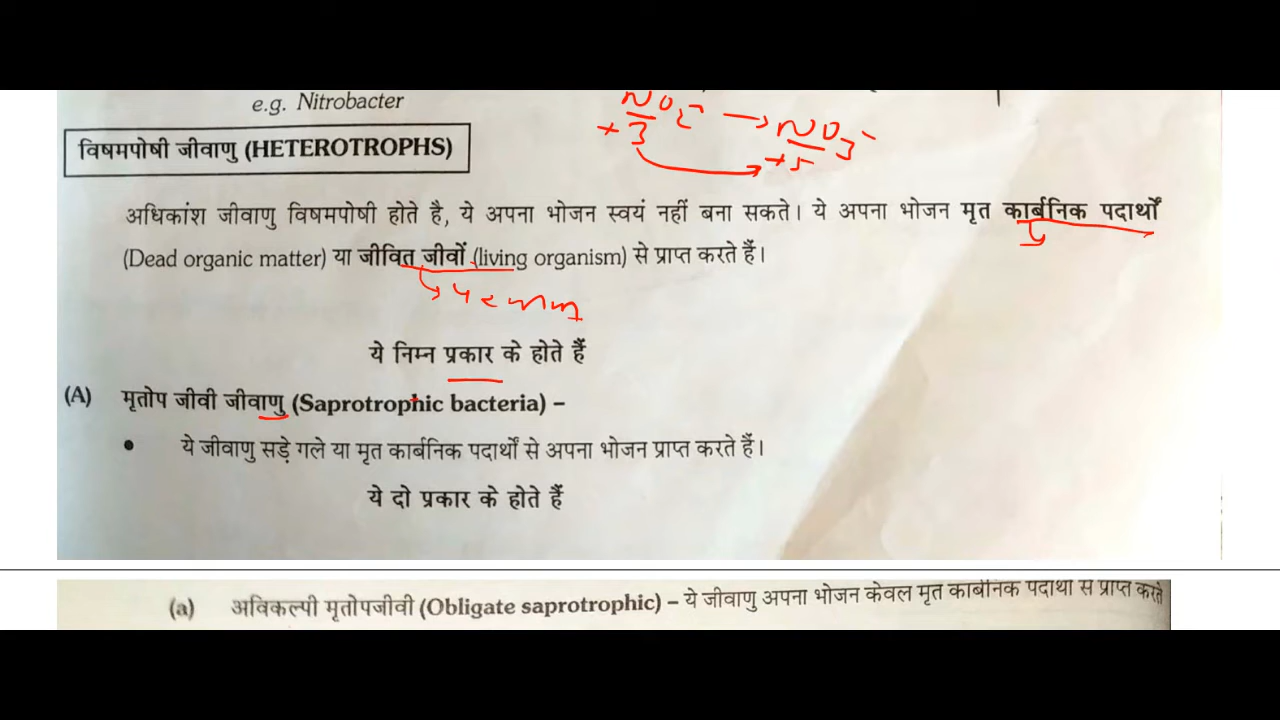 e.g. Nitrobacter
NO2- → NO3-
+3 +5
विषमपोषी जीवाणु (HETEROTROPHS)
अधिकांश जीवाणु विषमपोषी होते है, ये अपना भोजन स्वयं नहीं बना सकते। ये अपना भोजन मृत कार्बनिक पदार्थों
(Dead organic matter) या जीवित जीवों (living organism) से प्राप्त करते हैं।
ये निम्न प्रकार के होते हैं
(A) मृतोप जीवी जीवाणु (Saprotrophic bacteria) –
• ये जीवाणु सड़े गले या मृत कार्बनिक पदार्थों से अपना भोजन प्राप्त करते हैं।
ये दो प्रकार के होते हैं
(a) अविकल्पी मृतोपजीवी (Obligate saprotrophic) – ये जीवाणु अपना भोजन केवल मृत कार्बनिक पदार्थों से प्राप्त करते